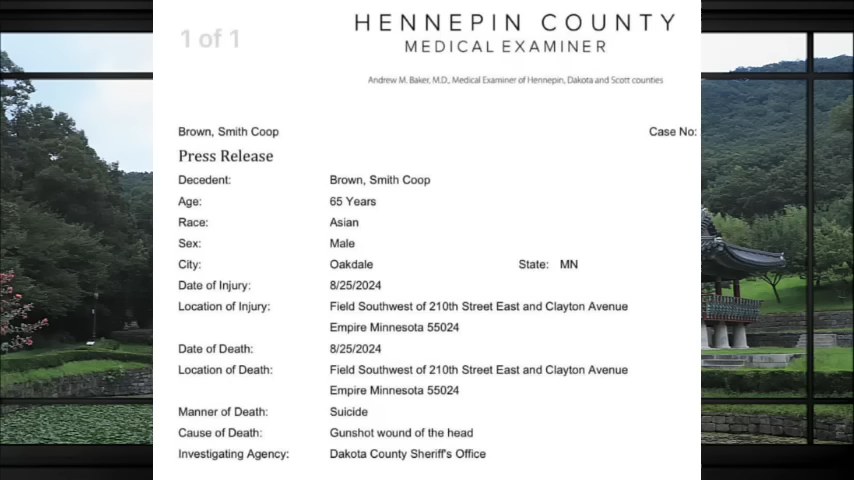 1 of 1
HENNEPIN COUNTY
MEDICAL EXAMINER
Andrew M. Baker, M.D., Medical Examiner of Hennepin, Dakota and Scott counties
Brown, Smith Coop Case No:
Press Release
Decedent: Brown, Smith Coop
Age: 65 Years
Race: Asian
Sex: Male
City: Oakdale State: MN
Date of Injury: 8/25/2024
Location of Injury: Field Southwest of 210th Street East and Clayton Avenue
Empire Minnesota 55024
Date of Death: 8/25/2024
Location of Death: Field Southwest of 210th Street East and Clayton Avenue
Empire Minnesota 55024
Manner of Death: Suicide
Cause of Death: Gunshot wound of the head
Investigating Agency: Dakota County Sheriff's Office